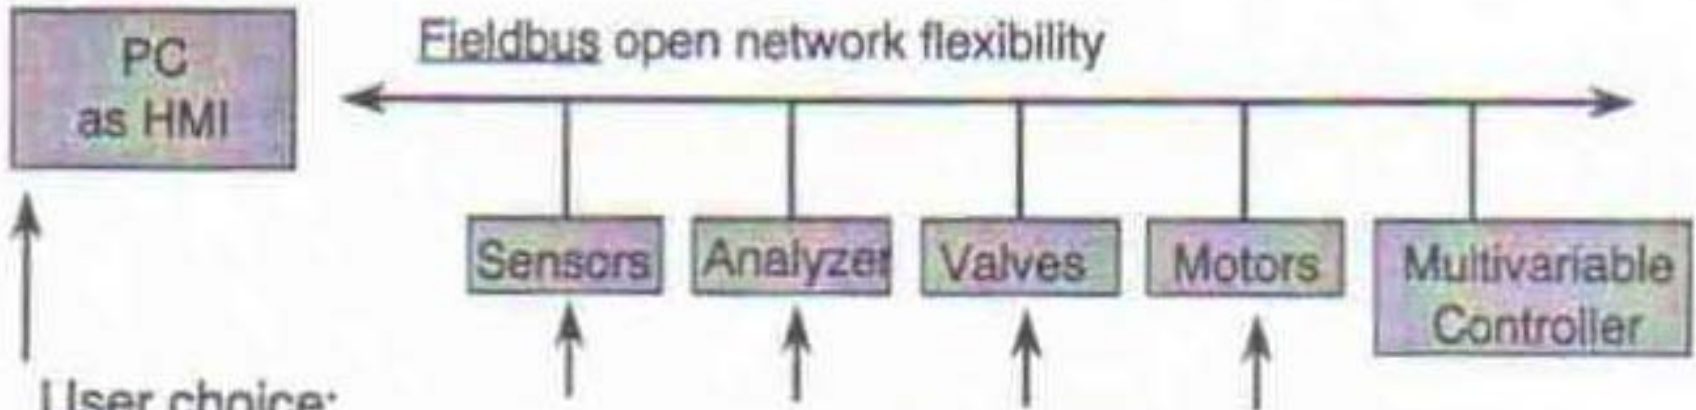 PC
as HMI
Fieldbus open network flexibility
Sensors
Analyzer
Valves
Motors
Multivariable
Controller
User choice: